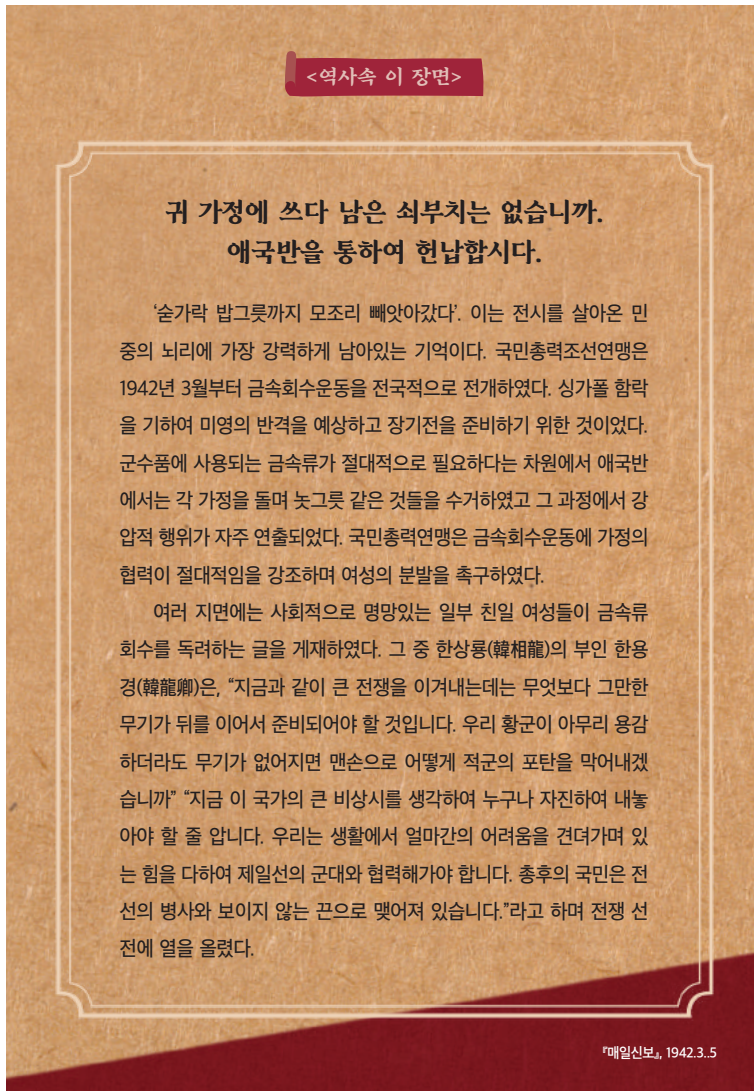 <역사속 이 장면>
귀 가정에 쓰다 남은 쇠부치는 없습니까.
애국반을 통하여 헌납합시다.
‘숟가락 밥그릇까지 모조리 빼앗아갔다’. 이는 전시를 살아온 민
중의 뇌리에 가장 강력하게 남아있는 기억이다. 국민총력조선연맹은
1942년 3월부터 금속회수운동을 전국적으로 전개하였다. 싱가폴 함락
을 기하여 미영의 반격을 예상하고 장기전을 준비하기 위한 것이었다.
군수품에 사용되는 금속류가 절대적으로 필요하다는 차원에서 애국반
에서는 각 가정을 돌며 놋그릇 같은 것들을 수거하였고 그 과정에서 강
압적 행위가 자주 연출되었다. 국민총력연맹은 금속회수운동에 가정의
협력이 절대적임을 강조하며 여성의 분발을 촉구하였다.
여러 지면에는 사회적으로 명망있는 일부 친일 여성들이 금속류
회수를 독려하는 글을 게재하였다. 그 중 한상룡(韓相龍)의 부인 한용
경(韓龍卿)은, “지금과 같이 큰 전쟁을 이겨내는데는 무엇보다 그만한
무기가 뒤를 이어서 준비되어야 할 것입니다. 우리 황군이 아무리 용감
하더라도 무기가 없어지면 맨손으로 어떻게 적군의 포탄을 막어내겠
습니까” “지금 이 국가의 큰 비상시를 생각하여 누구나 자진하여 내놓
아야 할 줄 압니다. 우리는 생활에서 얼마간의 어려움을 견뎌가며 있
는 힘을 다하여 제일선의 군대와 협력해가야 합니다. 총후의 국민은 전
선의 병사와 보이지 않는 끈으로 맺어져 있습니다.”라고 하며 전쟁 선
전에 열을 올렸다.
『매일신보』, 1942.3..5